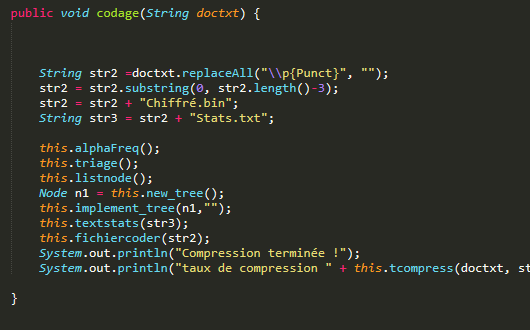 public void codage(String doctxt) {
String str2 =doctxt.replaceAll("\\p{Punct}", "");
str2 = str2.substring(0, str2.length()-3);
str2 = str2 + "Chiffré.bin";
String str3 = str2 + "Stats.txt";
this.alphaFreq();
this.triage();
this.listnode();
Node n1 = this.new_tree();
this.implement_tree(n1,"");
this.textstats(str3);
this.fichiercoder(str2);
System.out.println("Compression terminée !");
System.out.println("taux de compression " + this.tcompress(doctxt, st
}